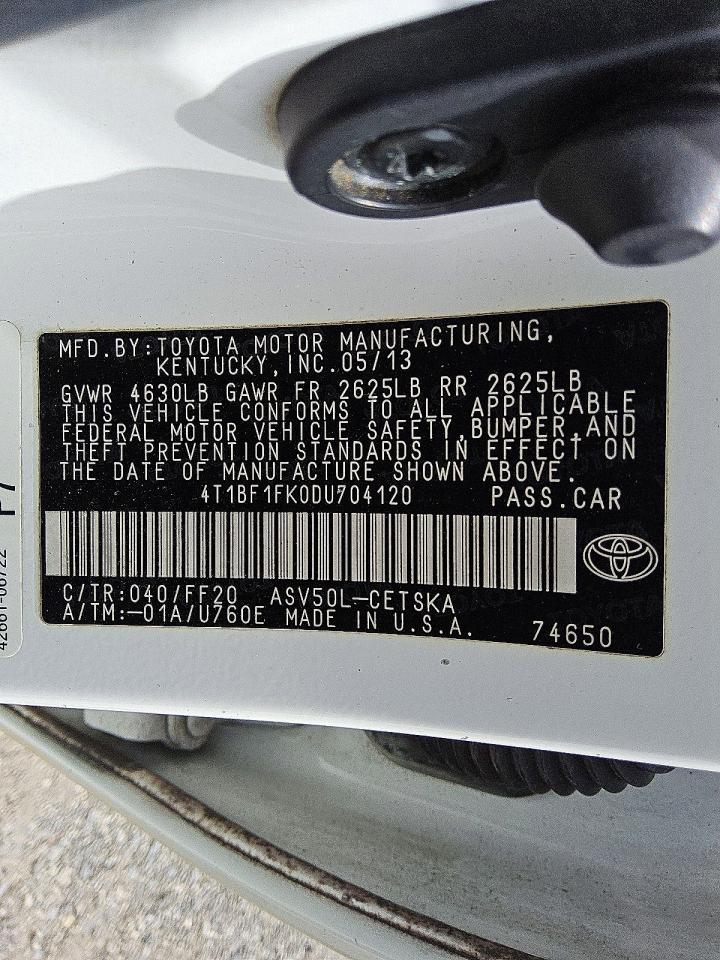 MFD.BY:TOYOTA MOTOR MANUFACTURING,
KENTUCKY,INC.05/13
GVWR 4630LB GAWR FR 2625LB RR 2625LB
THIS VEHICLE CONFORMS TO ALL APPLICABLE
FEDERAL MOTOR VEHICLE SAFETY,BUMPER,AND
THEFT PREVENTION STANDARDS IN EFFECT ON
THE DATE OF MANUFACTURE SHOWN ABOVE.
4T1BF1FK0DU704120 PASS.CAR
C/TR:040/FF20 ASV50L-CETSKA
A/TM:-01A/U760E MADE IN U.S.A. 74650
42661-06722